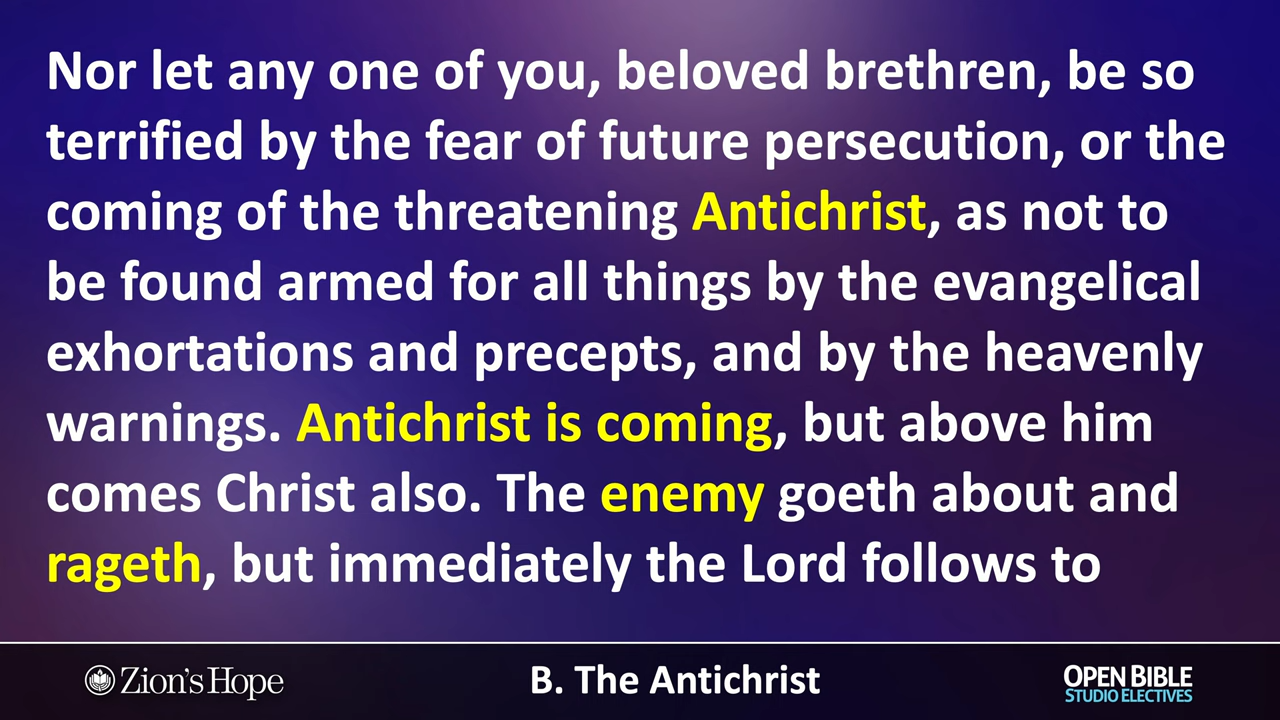 Nor let any one of you, beloved brethren, be so
terrified by the fear of future persecution, or the
coming of the threatening Antichrist, as not to
be found armed for all things by the evangelical
exhortations and precepts, and by the heavenly
warnings. Antichrist is coming, but above him
comes Christ also. The enemy goeth about and
rageth, but immediately the Lord follows to
Zion's Hope
B. The Antichrist
OPEN BIBLE
STUDIO ELECTIVES